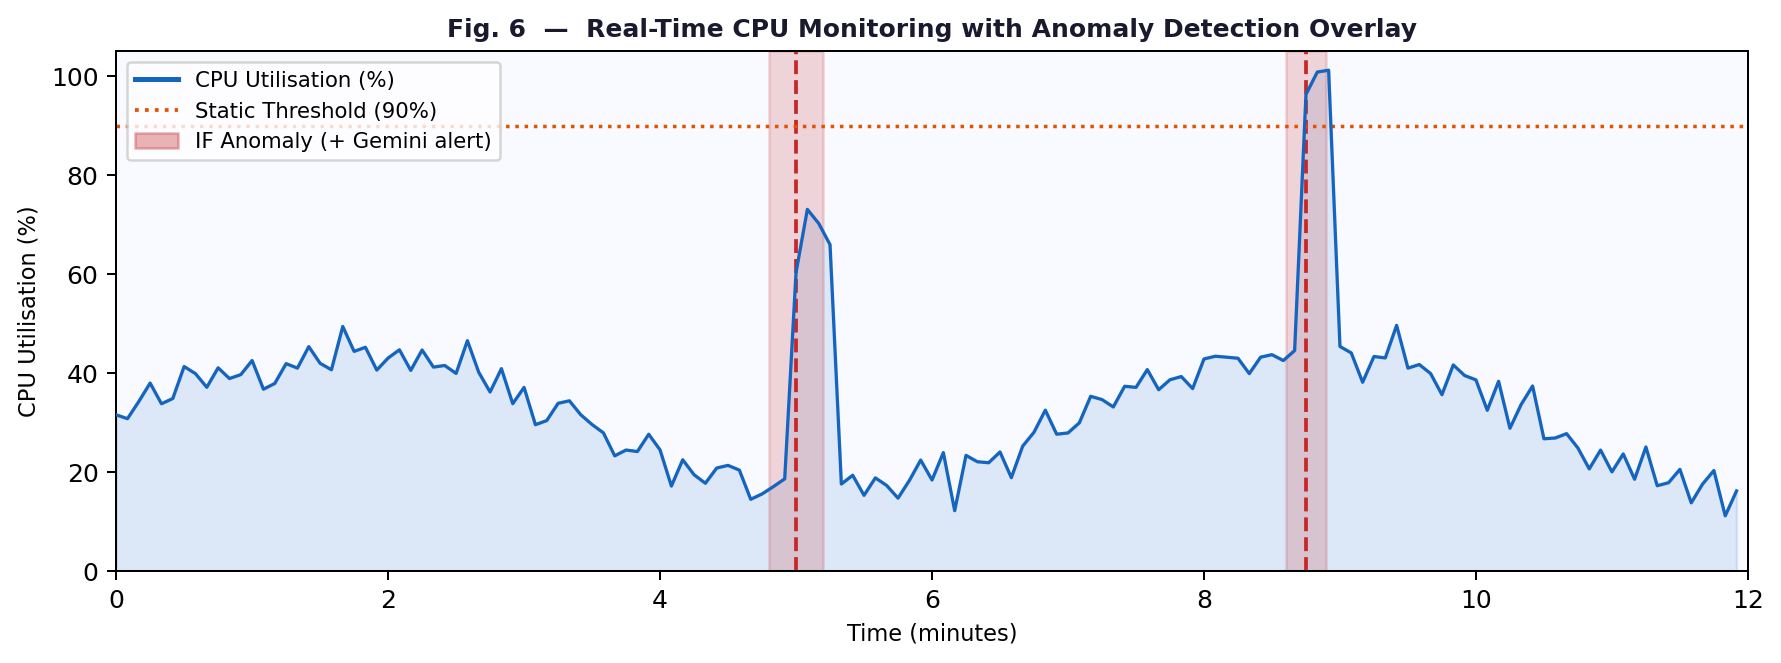 Fig. 6 — Real-Time CPU Monitoring with Anomaly Detection Overlay
CPU Utilisation (%)
Static Threshold (90%)
IF Anomaly (+ Gemini alert)
CPU Utilisation (%)
100
80
60
40
20
0
0 2 4 6 8 10 12
Time (minutes)